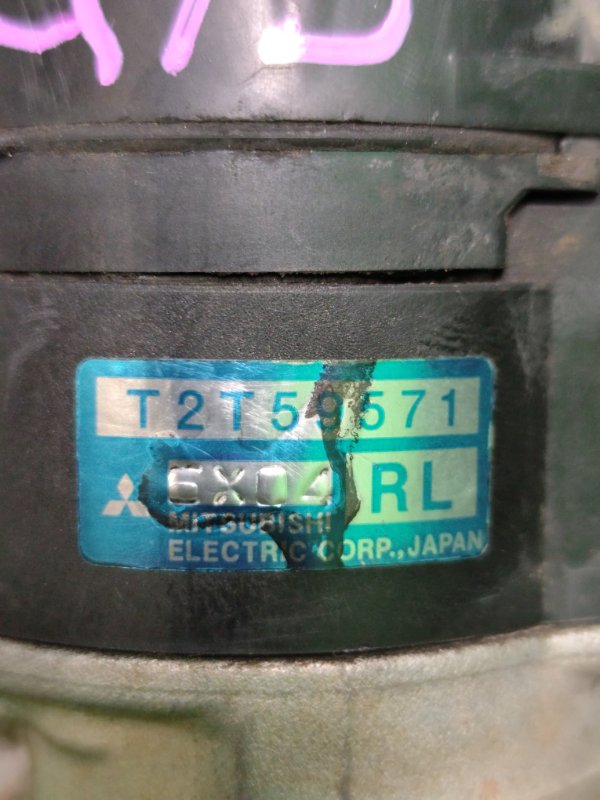 T2T59571
6X04 RL
MITSUBISHI
ELECTRIC CORP., JAPAN